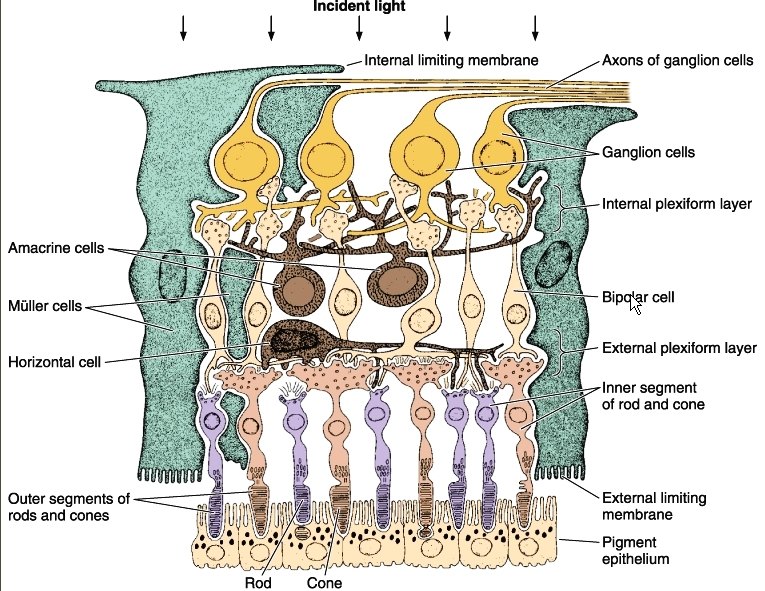 Incident light
Internal limiting membrane
Axons of ganglion cells
Ganglion cells
Internal plexiform layer
Amacrine cells
Müller cells
Bipolar cell
Horizontal cell
External plexiform layer
Inner segment
of rod and cone
Outer segments of
rods and cones
External limiting
membrane
Pigment
epithelium
Rod
Cone